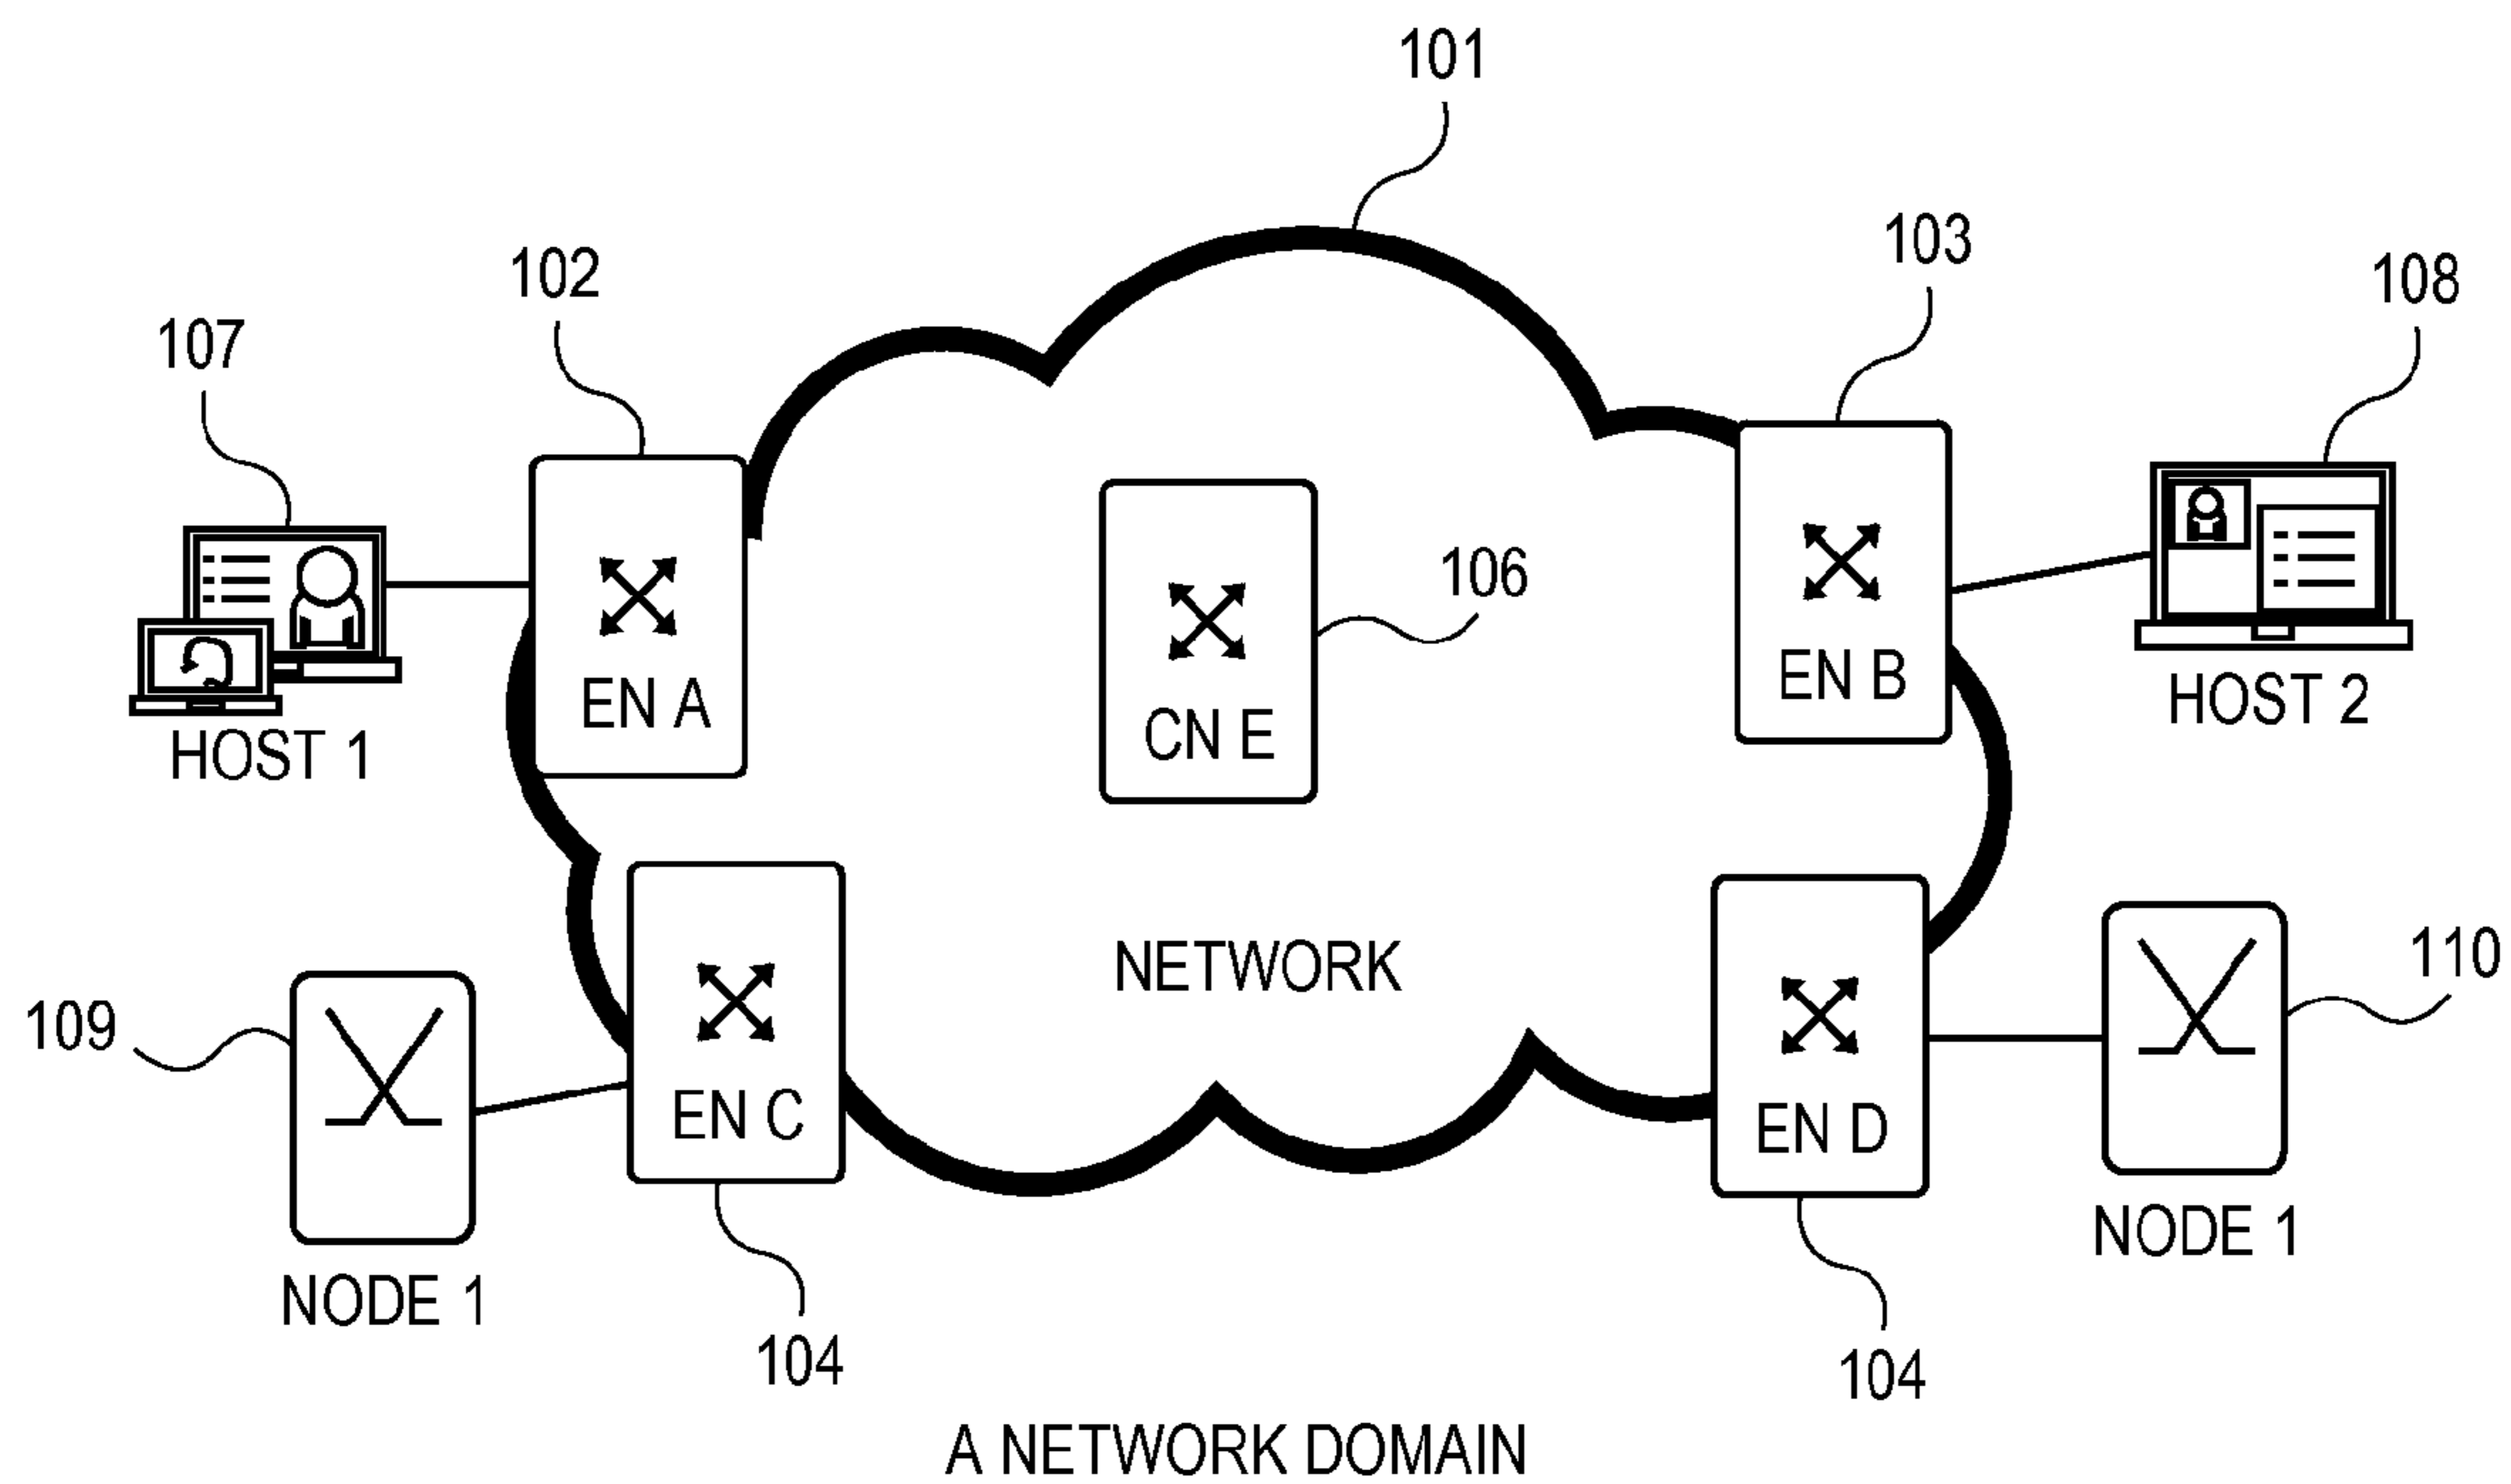 101
103
102
108
107
106
EN A
EN B
CN E
HOST 2
HOST 1
NETWORK
110
109
EN C
EN D
NODE 1
NODE 1
104
104
A NETWORK DOMAIN